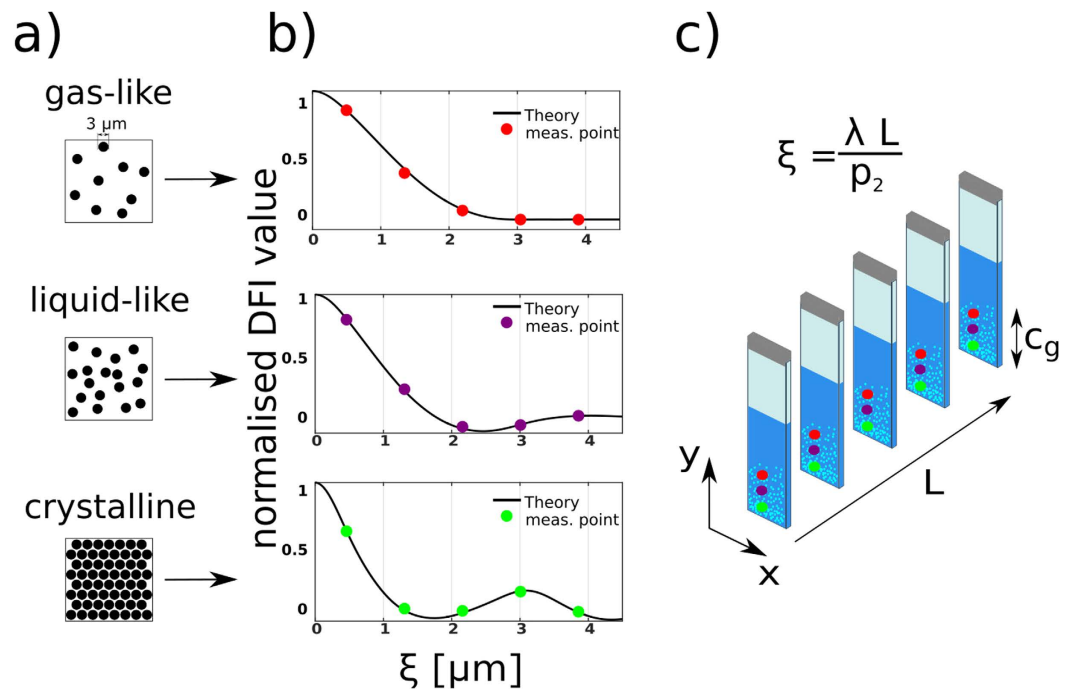 a)
gas-like
3 μm
liquid-like
crystalline
b)
normalised DFI value
1
0.5
0
0 1 2 3 4
Theory
meas. point
1
0.5
0
0 1 2 3 4
Theory
meas. point
1
0.5
0
0 1 2 3 4
Theory
meas. point
ξ [μm]
c)
ξ = λ L
p2
cg
L
y
x